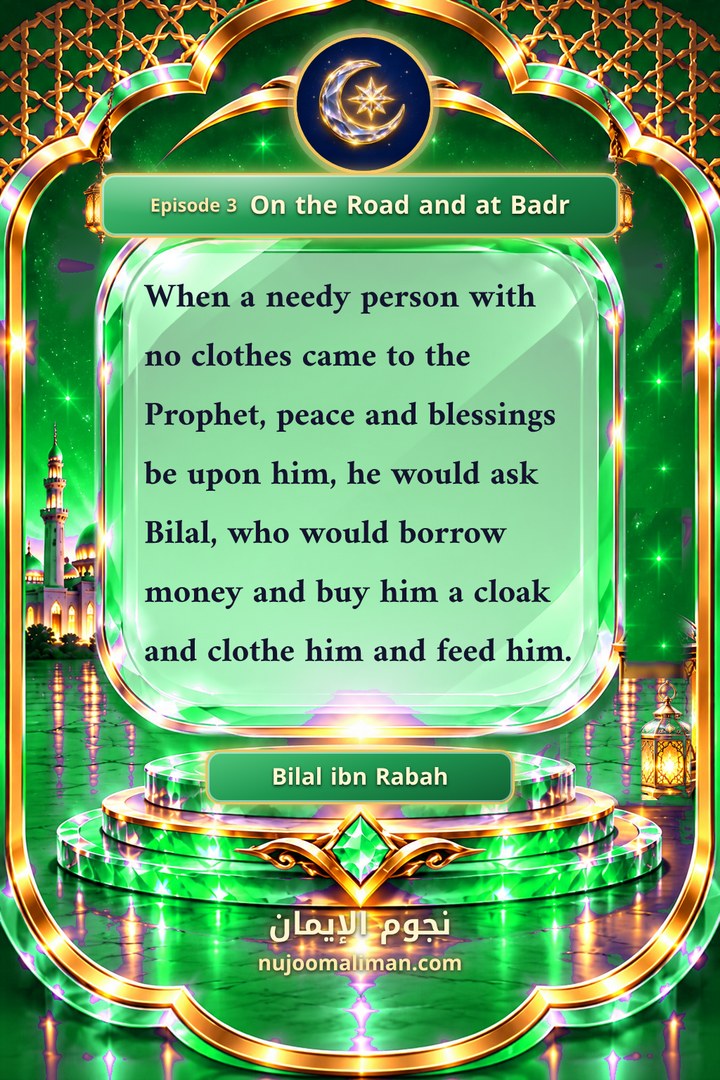 Episode 3 On the Road and at Badr
When a needy person with
no clothes came to the
Prophet, peace and blessings
be upon him, he would ask
Bilal, who would borrow
money and buy him a cloak
and clothe him and feed him.
Bilal ibn Rabah
نجوم الإيمان
nujoomaliman.com